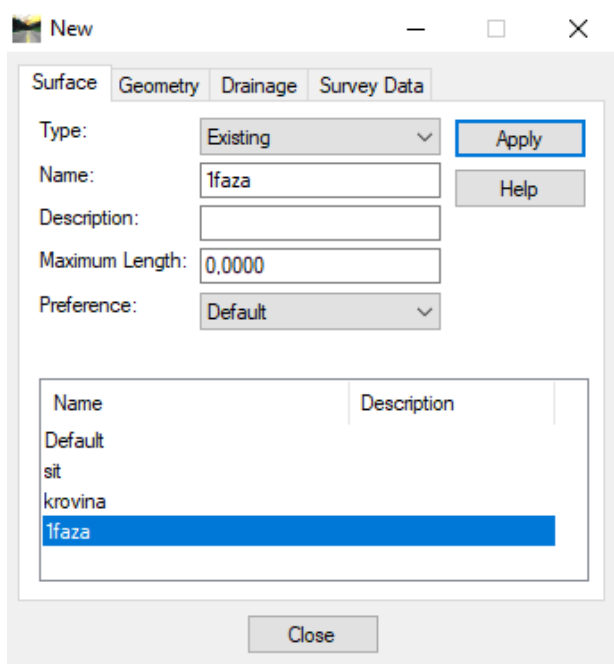 New
Surface Geometry Drainage Survey Data
Type: Existing Apply
Name: 1faza Help
Description:
Maximum Length: 0,0000
Preference: Default
Name Description
Default
sit
krovina
1faza
Close